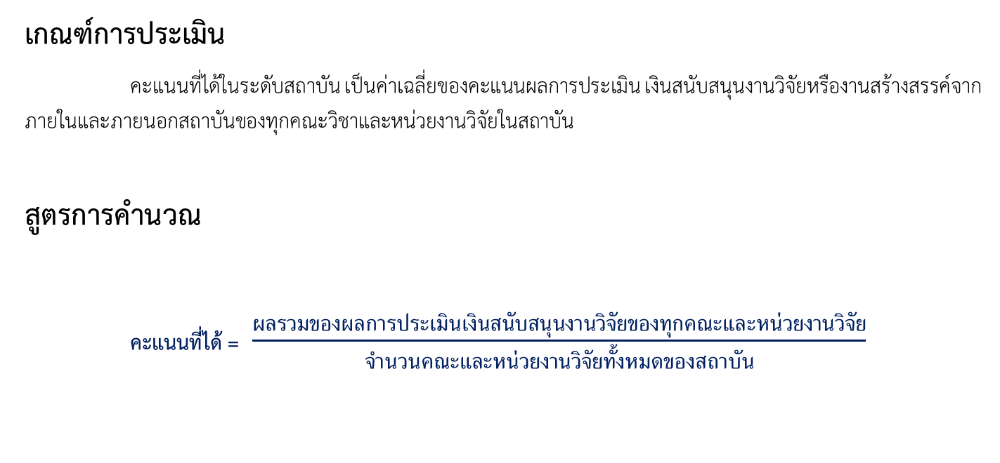 เกณฑ์การประเมิน
คะแนนที่ได้ในระดับสถาบัน เป็นค่าเฉลี่ยของคะแนนผลการประเมิน เงินสนับสนุนงานวิจัยหรืองานสร้างสรรค์จาก
ภายในและภายนอกสถาบันของทุกคณะวิชาและหน่วยงานวิจัยในสถาบัน
สูตรการคำนวณ
ผลรวมของผลการประเมินเงินสนับสนุนงานวิจัยของทุกคณะและหน่วยงานวิจัย
คะแนนที่ได้ =
จำนวนคณะและหน่วยงานวิจัยทั้งหมดของสถาบัน